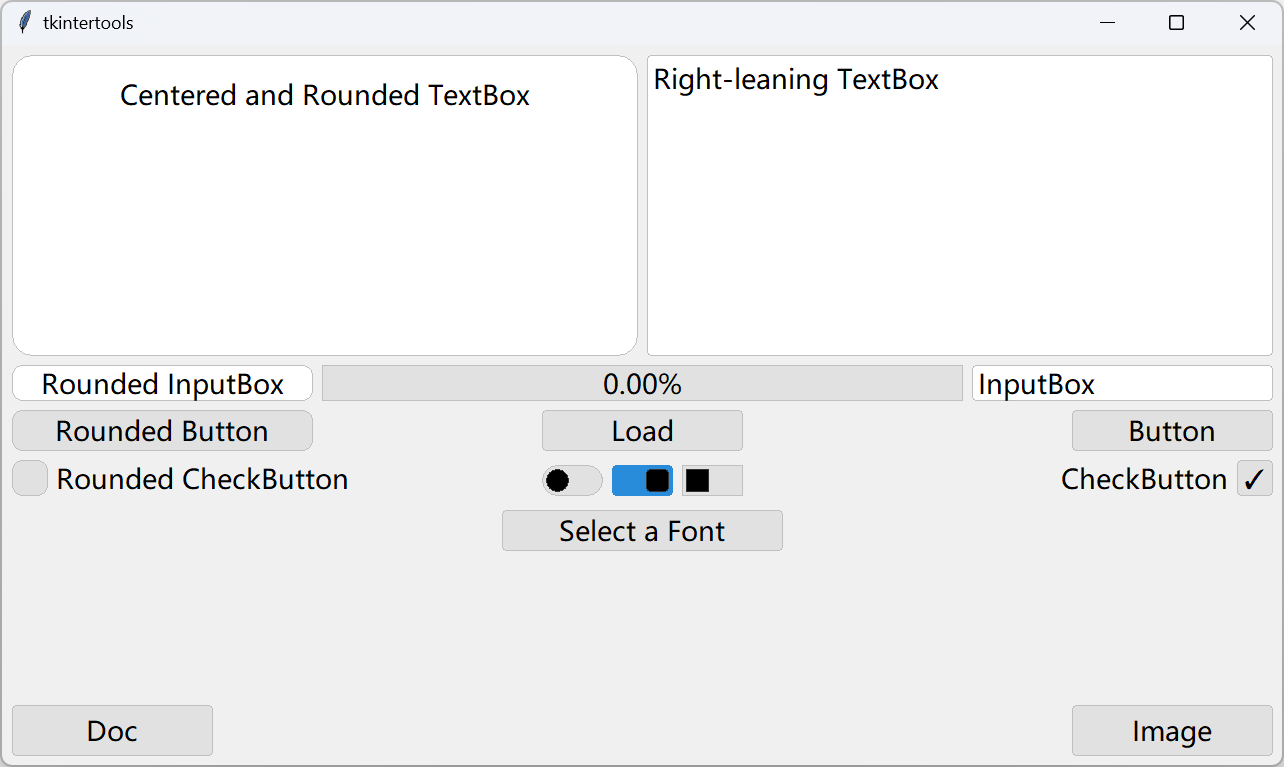 tkintertools
Centered and Rounded TextBox
Right-leaning TextBox
Rounded InputBox
0.00%
InputBox
Rounded Button
Load
Button
Rounded CheckButton
CheckButton ✓
Select a Font
Doc
Image